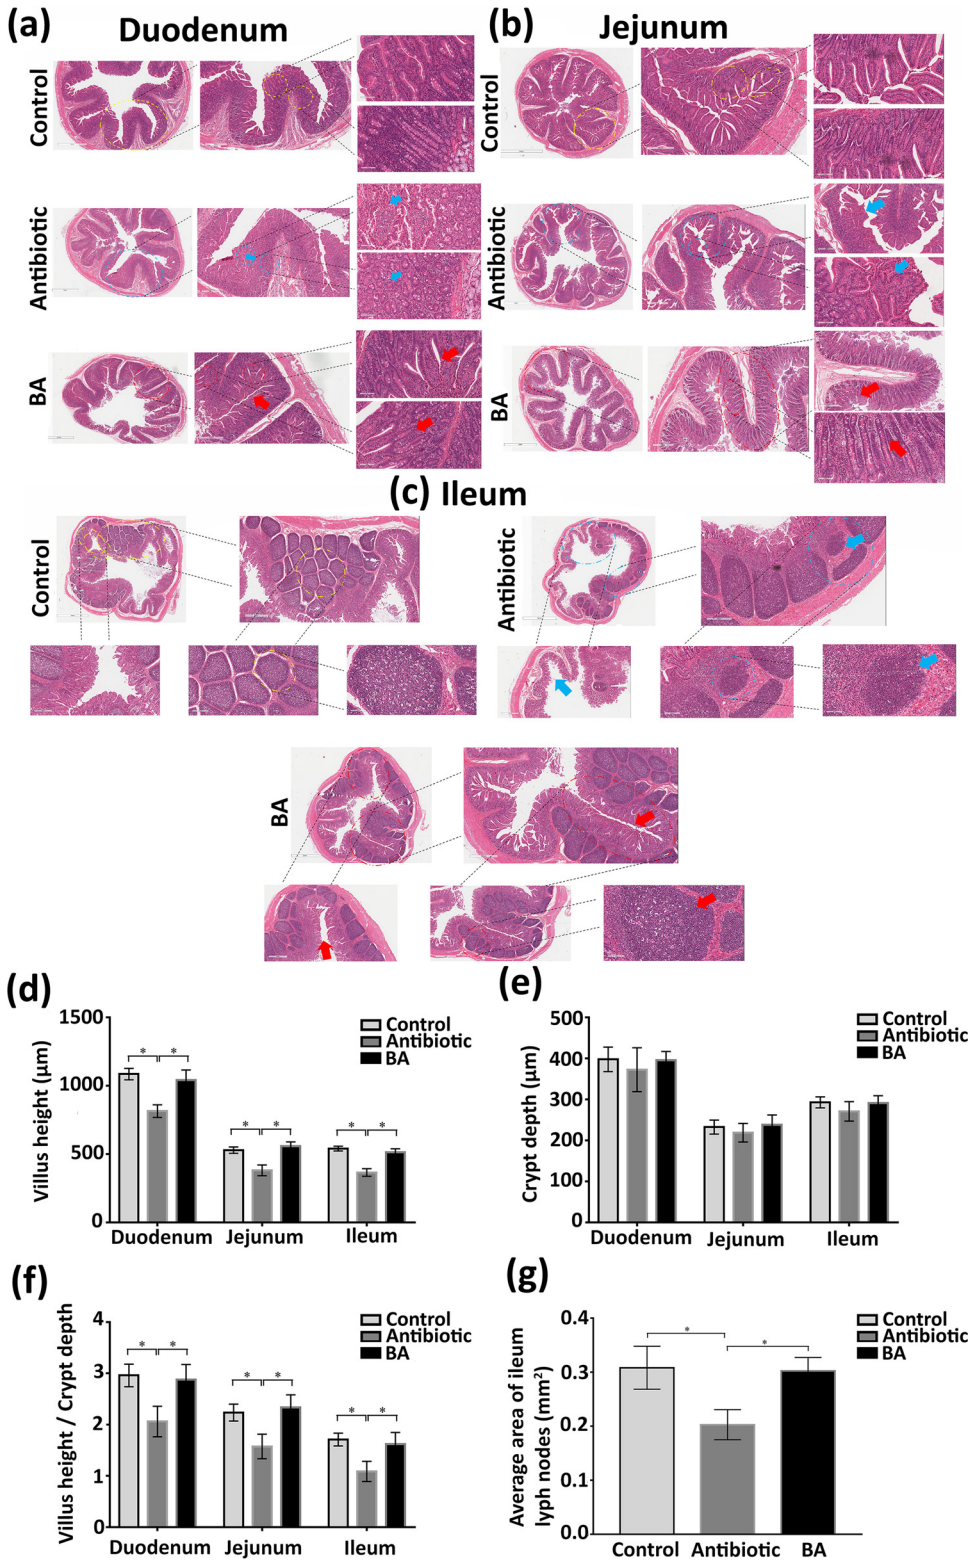 (a) Duodenum
(b) Jejunum
Control
Antibiotic
BA
Control
Antibiotic
BA
(c) Ileum
Control
Antibiotic
BA
(d)
1500
1000
500
0
Villus height (μm)
Control
Antibiotic
BA
* * * * * *
Duodenum Jejunum Ileum
(e)
500
400
300
200
100
0
Crypt depth (μm)
Control
Antibiotic
BA
Duodenum Jejunum Ileum
(f)
4
3
2
1
0
Villus height / Crypt depth
Control
Antibiotic
BA
* * * * * *
Duodenum Jejunum Ileum
(g)
0.4
0.3
0.2
0.1
0.0
Average area of ileum
lyph nodes (mm²)
Control
Antibiotic
BA
* *
Control Antibiotic BA